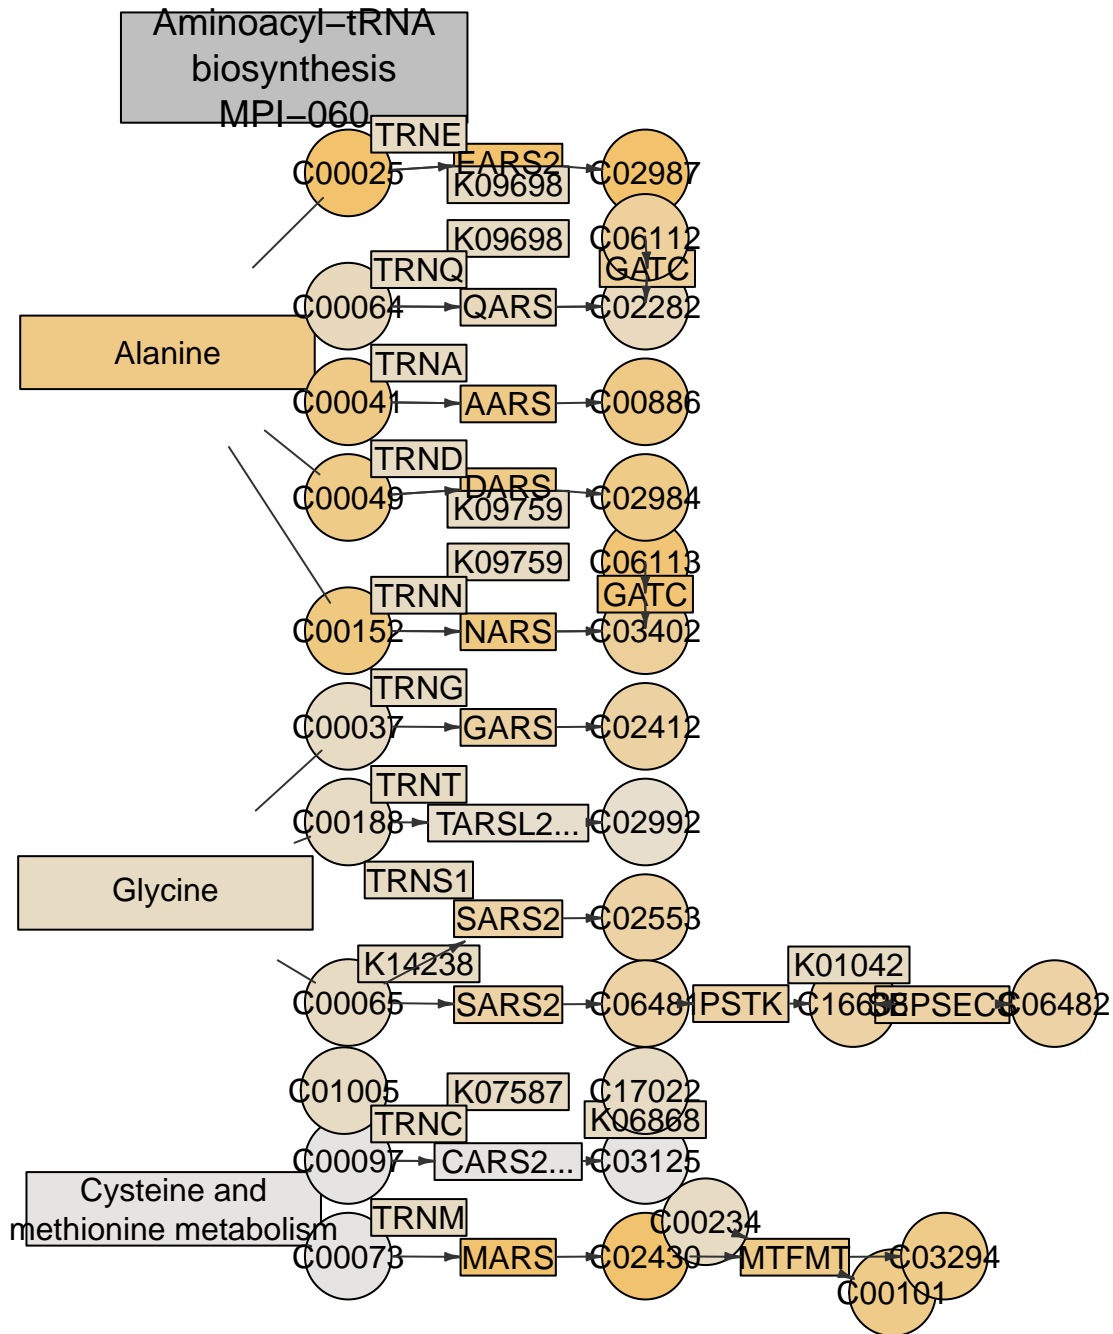 Aminoacyl−tRNA
biosynthesis
MPI−060
TRNE
C00025
EARS2
K09698
C02987
K09698
C06112
TRNQ
GATC
C00064
QARS
C02282
Alanine
TRNA
C00041
AARS
C00886
TRND
C00049
DARS
K09759
C02984
K09759
C06113
TRNN
GATC
C00152
NARS
C03402
TRNG
C00037
GARS
C02412
TRNT
C00188
TARSL2...
C02992
Glycine
TRNS1
SARS2
C02553
K14238
K01042
C00065
SARS2
C06481
PSTK
SEPSECS
C06482
C01005
K07587
C17022
TRNC
K06868
C00097
CARS2...
C03125
Cysteine and
methionine metabolism
TRNM
C00234
C00073
MARS
C02430
MTFMT
C03294
C00101